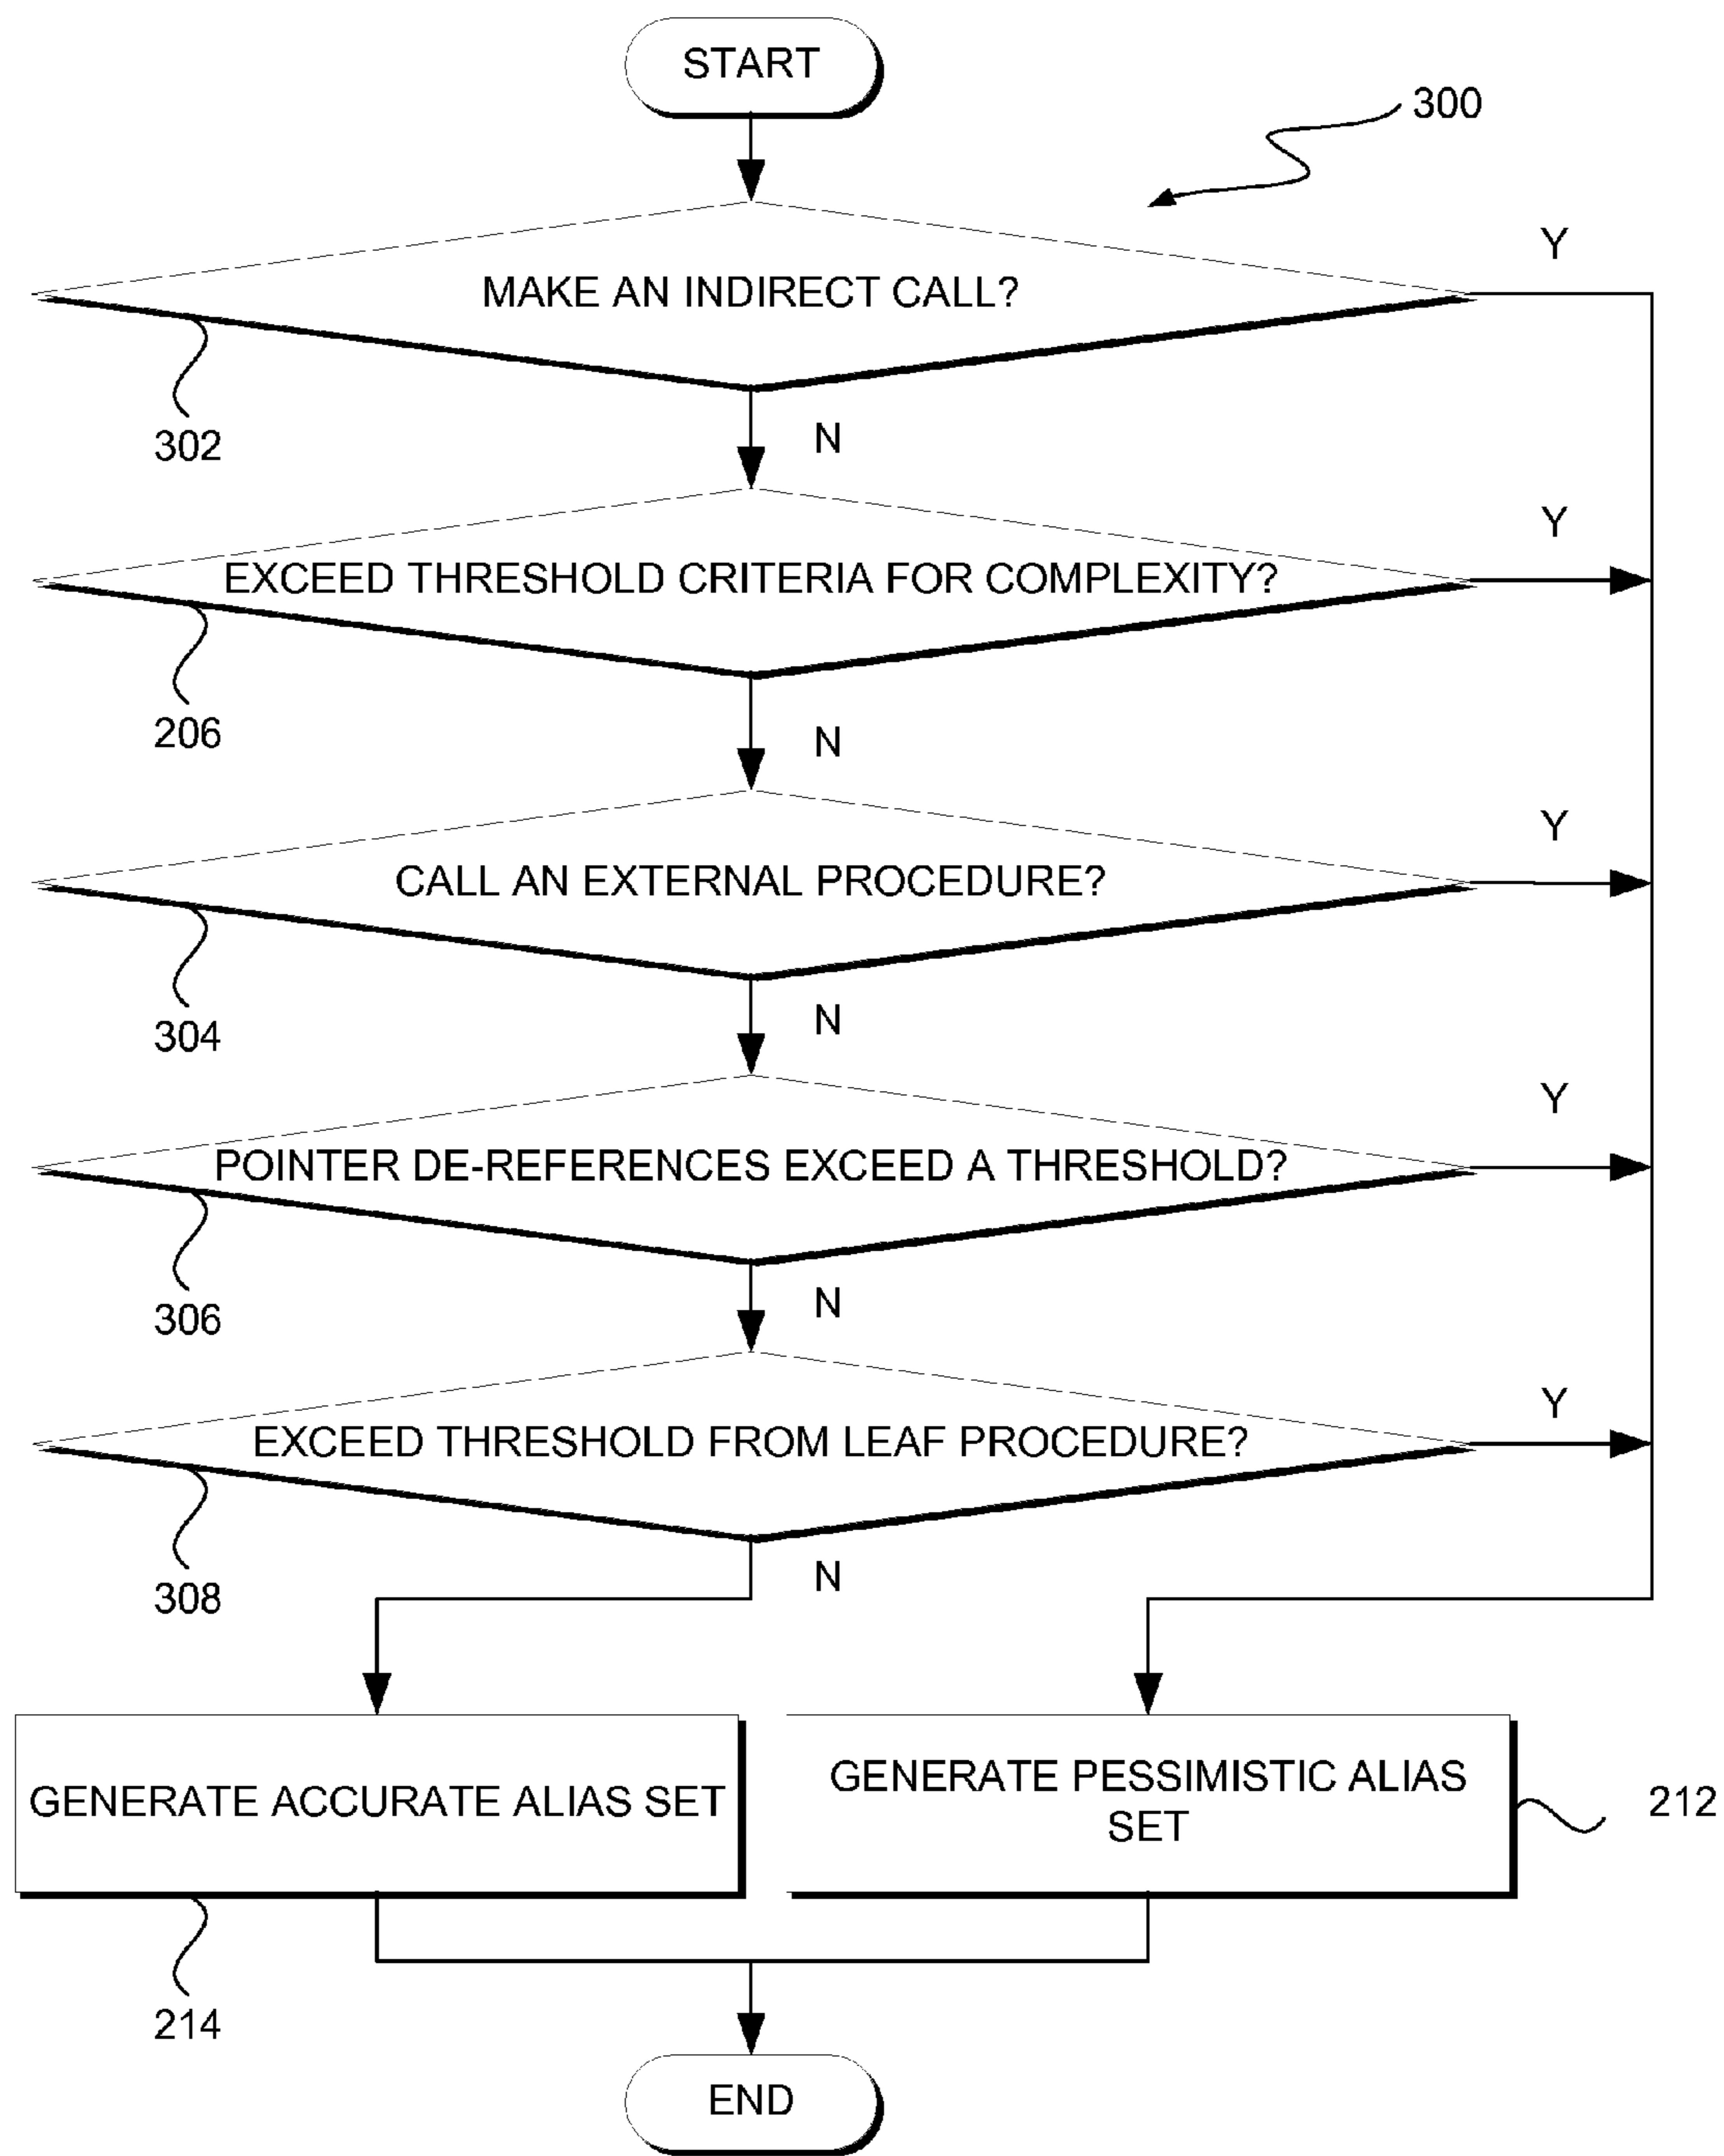 START
300
MAKE AN INDIRECT CALL?
Y
302
N
EXCEED THRESHOLD CRITERIA FOR COMPLEXITY?
Y
206
N
CALL AN EXTERNAL PROCEDURE?
Y
304
N
POINTER DE-REFERENCES EXCEED A THRESHOLD?
Y
306
N
EXCEED THRESHOLD FROM LEAF PROCEDURE?
Y
308
N
GENERATE ACCURATE ALIAS SET
GENERATE PESSIMISTIC ALIAS
SET
212
214
END